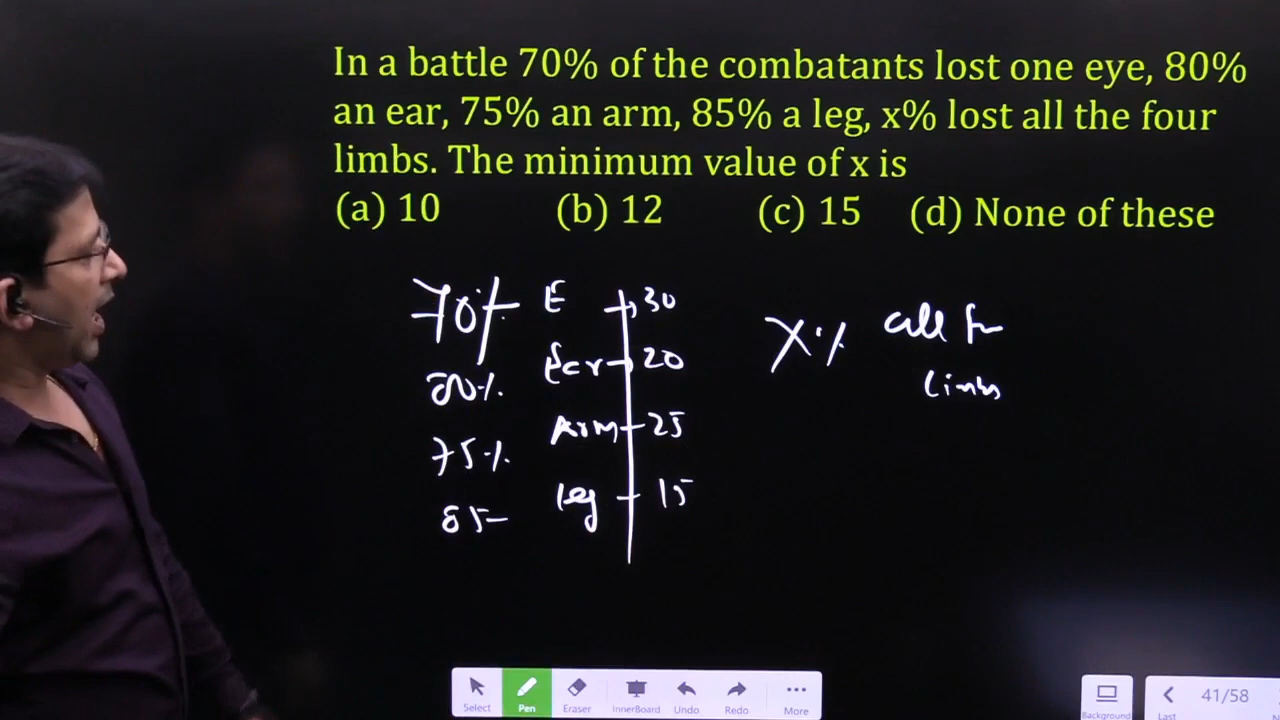 In a battle 70% of the combatants lost one eye, 80%
an ear, 75% an arm, 85% a leg, x% lost all the four
limbs. The minimum value of x is
(a) 10 (b) 12 (c) 15 (d) None of these
70% E 30
80% Ear 20
75% Arm 25
85- leg 15
X% all four
limbs
Select Pen Eraser InnerBoard Undo Redo More
Background Last 41/58